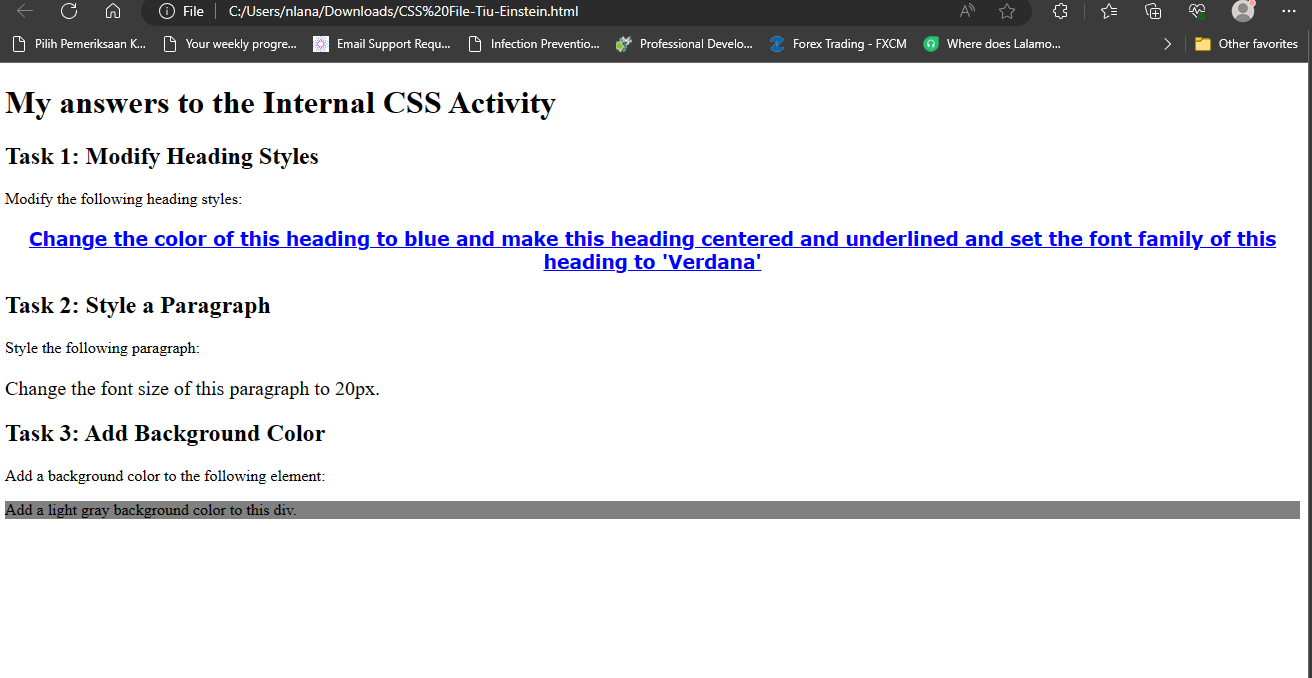 File
C:/Users/nlana/Downloads/CSS%20File-Tiu-Einstein.html
Pilih Pemeriksaan K...
Your weekly progre...
Email Support Requ...
Infection Preventio...
Professional Develo...
Forex Trading - FXCM
Where does Lalamo...
Other favorites
My answers to the Internal CSS Activity
Task 1: Modify Heading Styles
Modify the following heading styles:
Change the color of this heading to blue and make this heading centered and underlined and set the font family of this
heading to 'Verdana'
Task 2: Style a Paragraph
Style the following paragraph:
Change the font size of this paragraph to 20px.
Task 3: Add Background Color
Add a background color to the following element:
Add a light gray background color to this div.